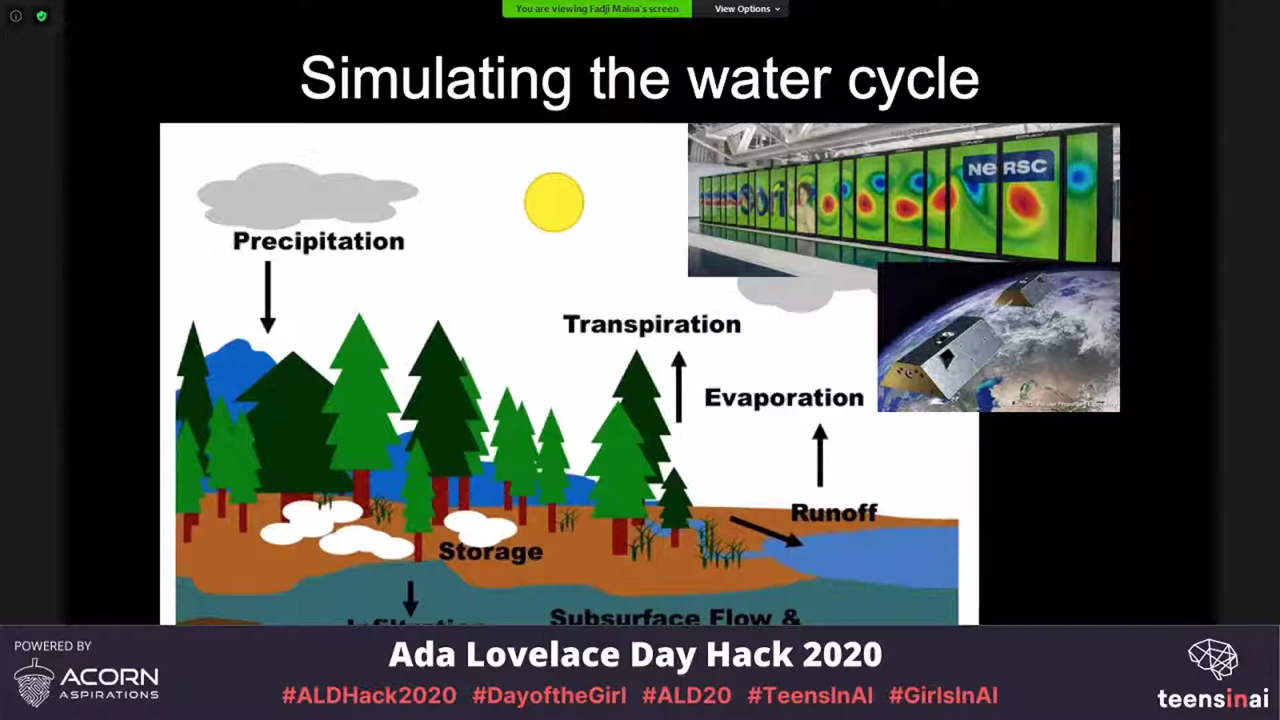 You are viewing Fadji Maina's screen
View Options
Simulating the water cycle
NeRSC
Precipitation
Transpiration
Evaporation
Runoff
Storage
Infiltration
Subsurface Flow &
POWERED BY
ACORN
ASPIRATIONS
Ada Lovelace Day Hack 2020
#ALDHack2020 #DayoftheGirl #ALD20 #TeensInAI #GirlsInAI
teensinai